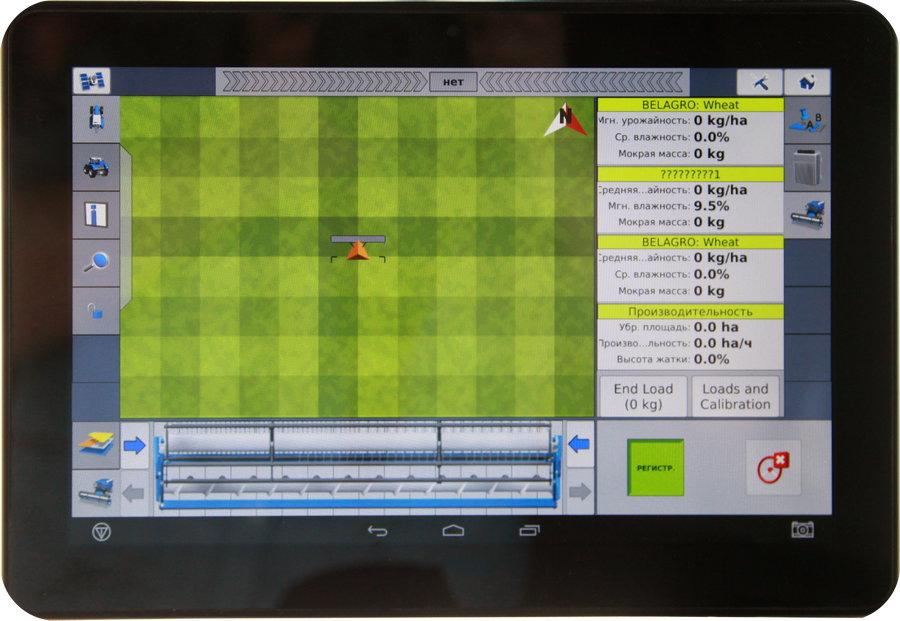 нет
N
BELAGRO: Wheat
Мгн. урожайность: 0 kg/ha
Ср. влажность: 0.0%
Мокрая масса: 0 kg
?????????1
Средняя...айность: 0 kg/ha
Мгн. влажность: 9.5%
Мокрая масса: 0 kg
BELAGRO: Wheat
Средняя...айность: 0 kg/ha
Ср. влажность: 0.0%
Мокрая масса: 0 kg
Производительность
Убр. площадь: 0.0 ha
Произво...льность: 0.0 ha/ч
Высота жатки: 0.0%
End Load
(0 kg)
Loads and
Calibration
РЕГИСТР.
A B